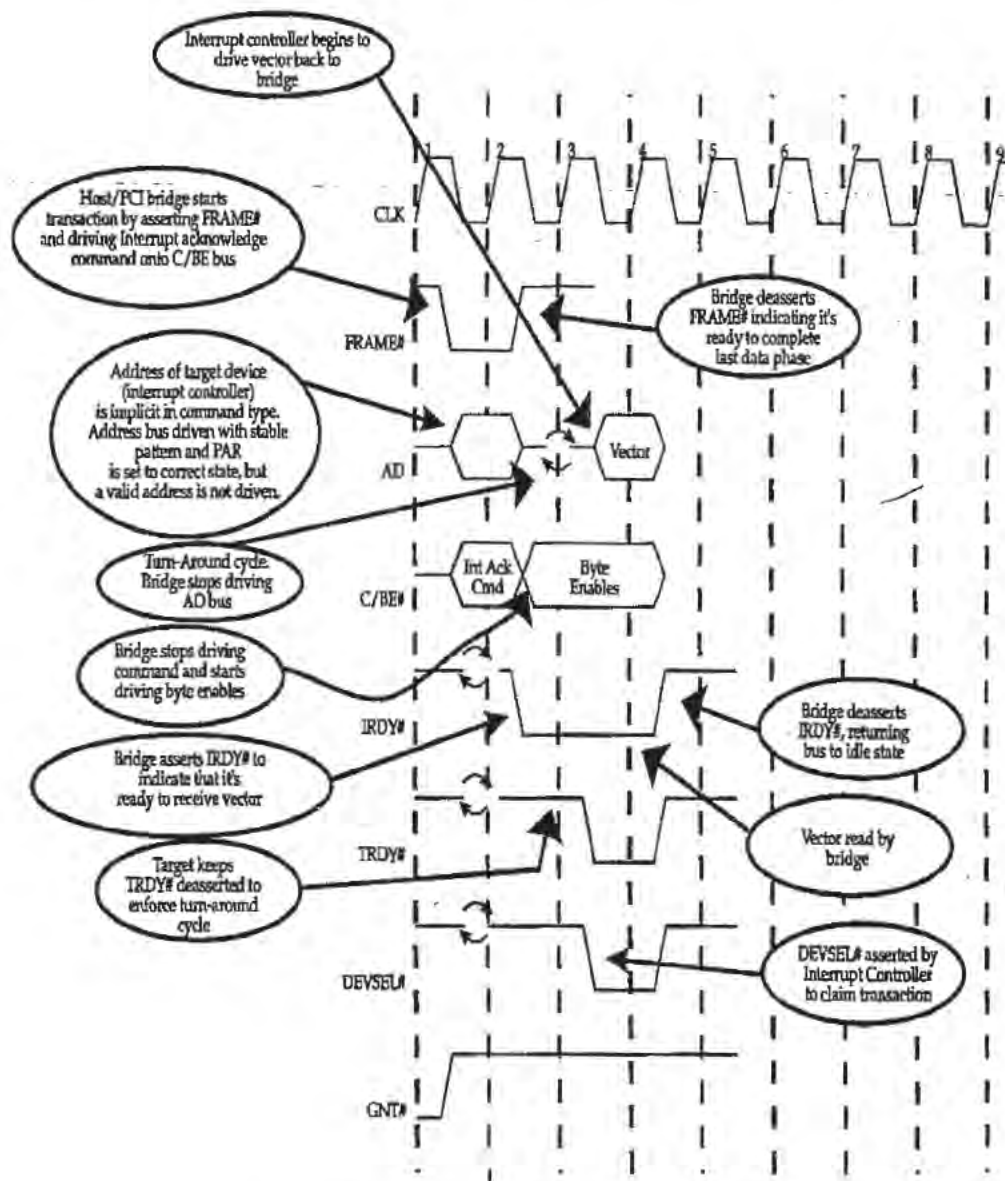 Interrupt controller begins to
drive vector back to
bridge
1 2 3 4 5 6 7 8 9
CLK
Host/PCI bridge starts
transaction by asserting FRAME#
and driving Interrupt acknowledge
command onto C/BE bus
FRAME#
Bridge deasserts
FRAME# indicating it's
ready to complete
last data phase
Address of target device
(interrupt controller)
is implicit in command type.
Address bus driven with stable
pattern and PAR
is set to correct state, but
a valid address is not driven.
AD
Vector
Turn-Around cycle.
Bridge stops driving
AD bus
C/BE#
Int Ack
Cmd
Byte
Enables
Bridge stops driving
command and starts
driving byte enables
IRDY#
Bridge deasserts
IRDY#, returning
bus to idle state
Bridge asserts IRDY# to
indicate that it's
ready to receive vector
TRDY#
Vector read by
bridge
Target keeps
TRDY# deasserted to
enforce turn-around
cycle
DEVSEL#
DEVSEL# asserted by
Interrupt Controller
to claim transaction
GNT#